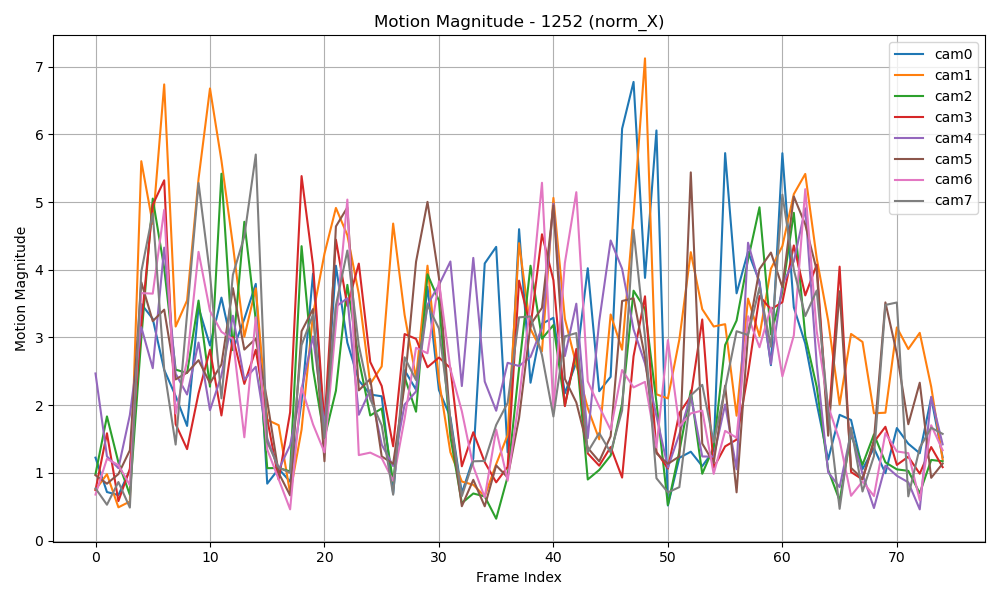 Motion Magnitude - 1252 (norm_X)
Motion Magnitude
7
6
5
4
3
2
1
0
0 10 20 30 40 50 60 70
Frame Index
cam0
cam1
cam2
cam3
cam4
cam5
cam6
cam7